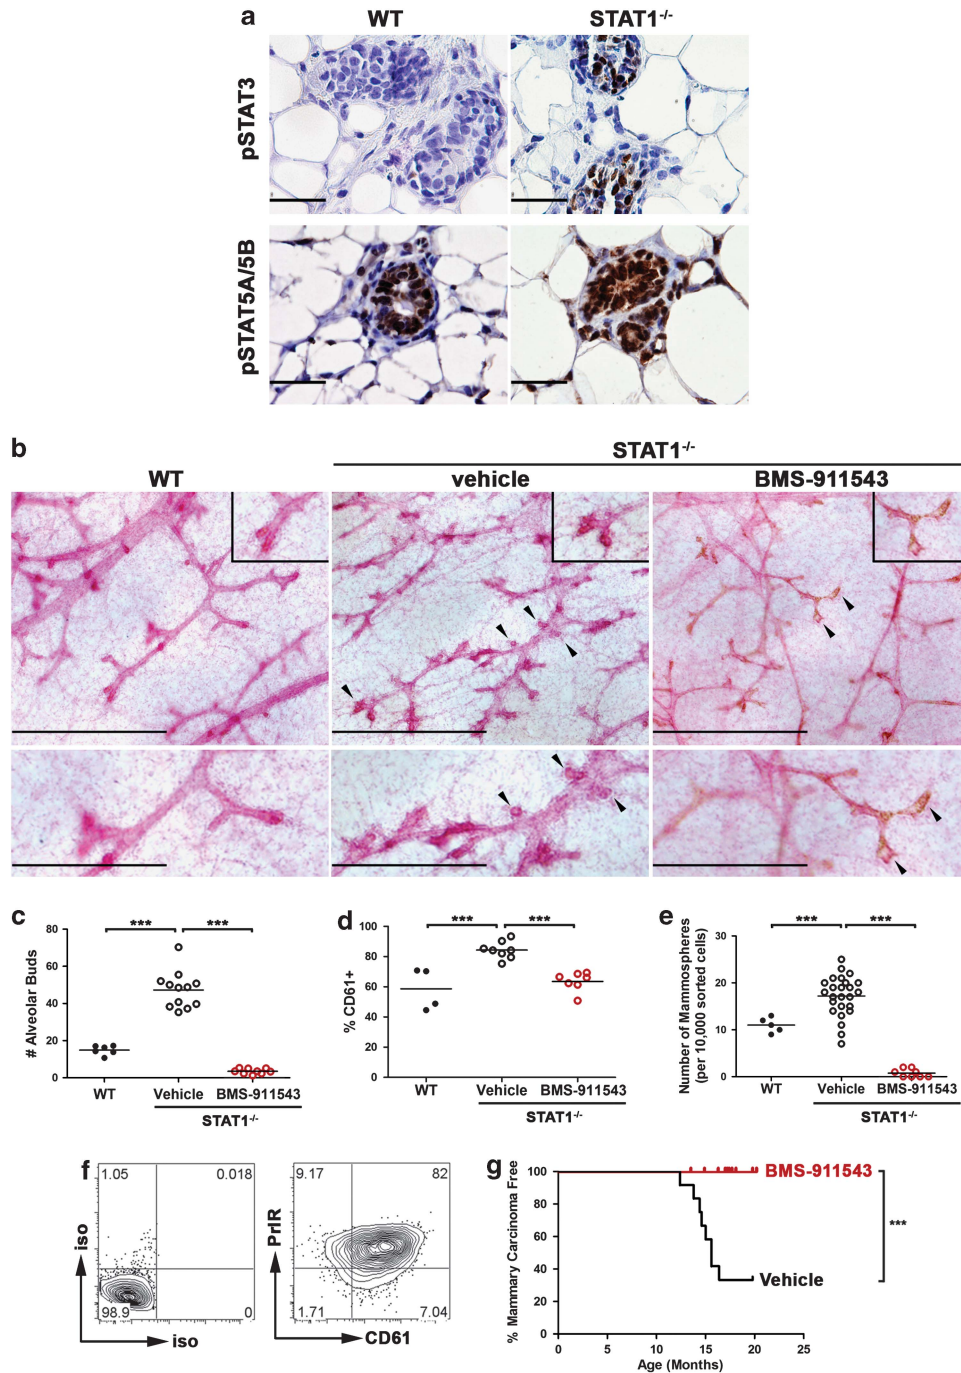 a
WT
STAT1-/-
pSTAT3
pSTAT5A/5B
b
STAT1-/-
WT
vehicle
BMS-911543
c
# Alveolar Buds
80
60
40
20
0
***
***
WT
Vehicle
BMS-911543
STAT1-/-
d
% CD61+
100
80
60
40
20
0
***
***
WT
Vehicle
BMS-911543
STAT1-/-
e
Number of Mammospheres
(per 10,000 sorted cells)
30
20
10
0
***
***
WT
Vehicle
BMS-911543
STAT1-/-
f
1.05
0.018
98.9
0
iso
iso
9.17
82
1.71
7.04
PrlR
CD61
g
% Mammary Carcinoma Free
100
80
60
40
20
0
BMS-911543
***
Vehicle
0
5
10
15
20
25
Age (Months)